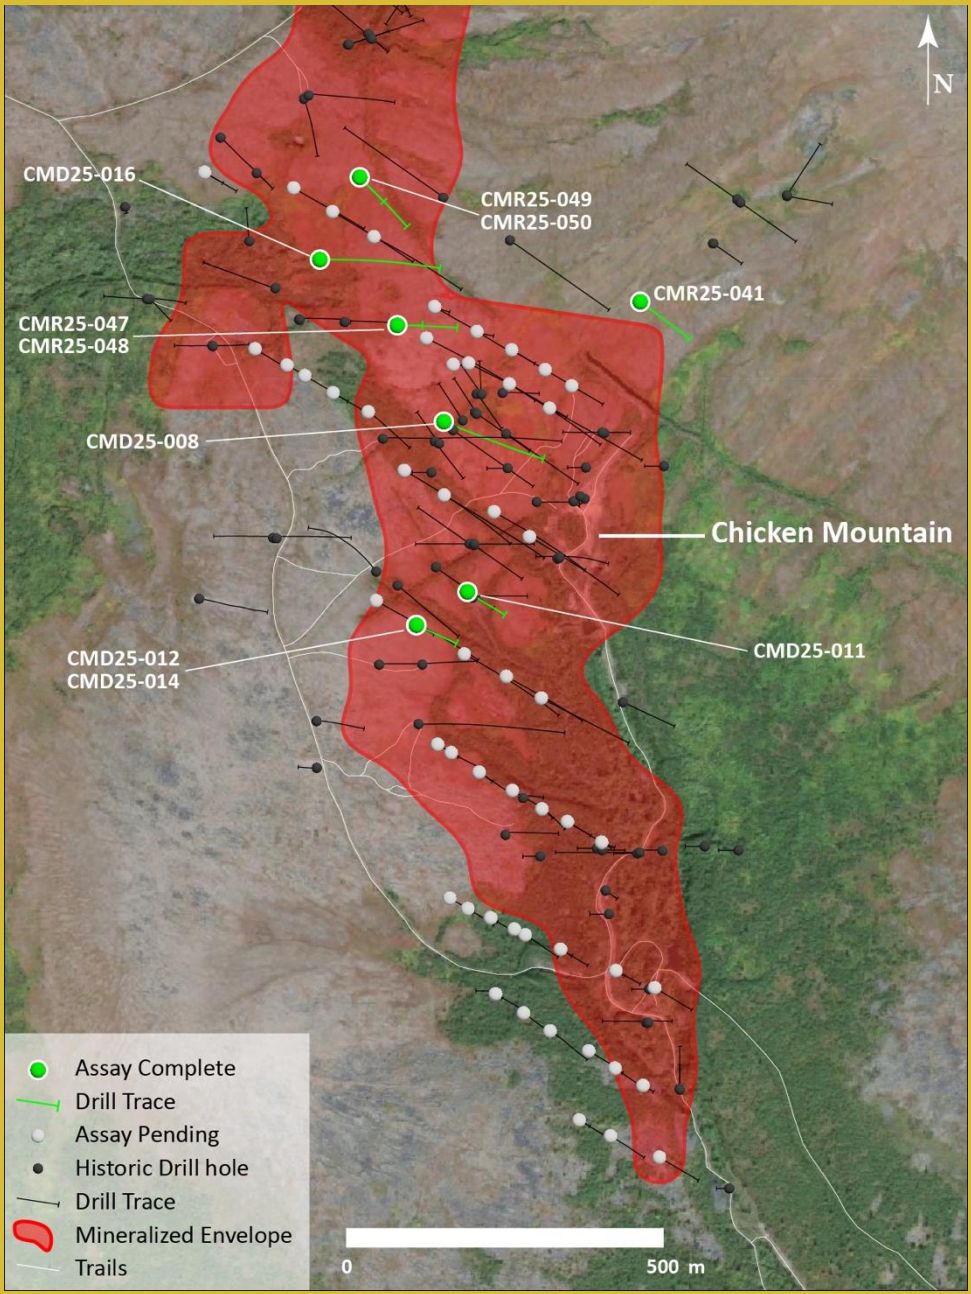 N
CMD25-016
CMR25-049
CMR25-050
CMR25-041
CMR25-047
CMR25-048
CMD25-008
Chicken Mountain
CMD25-012
CMD25-014
CMD25-011
Assay Complete
Drill Trace
Assay Pending
Historic Drill hole
Drill Trace
Mineralized Envelope
Trails
0
500 m